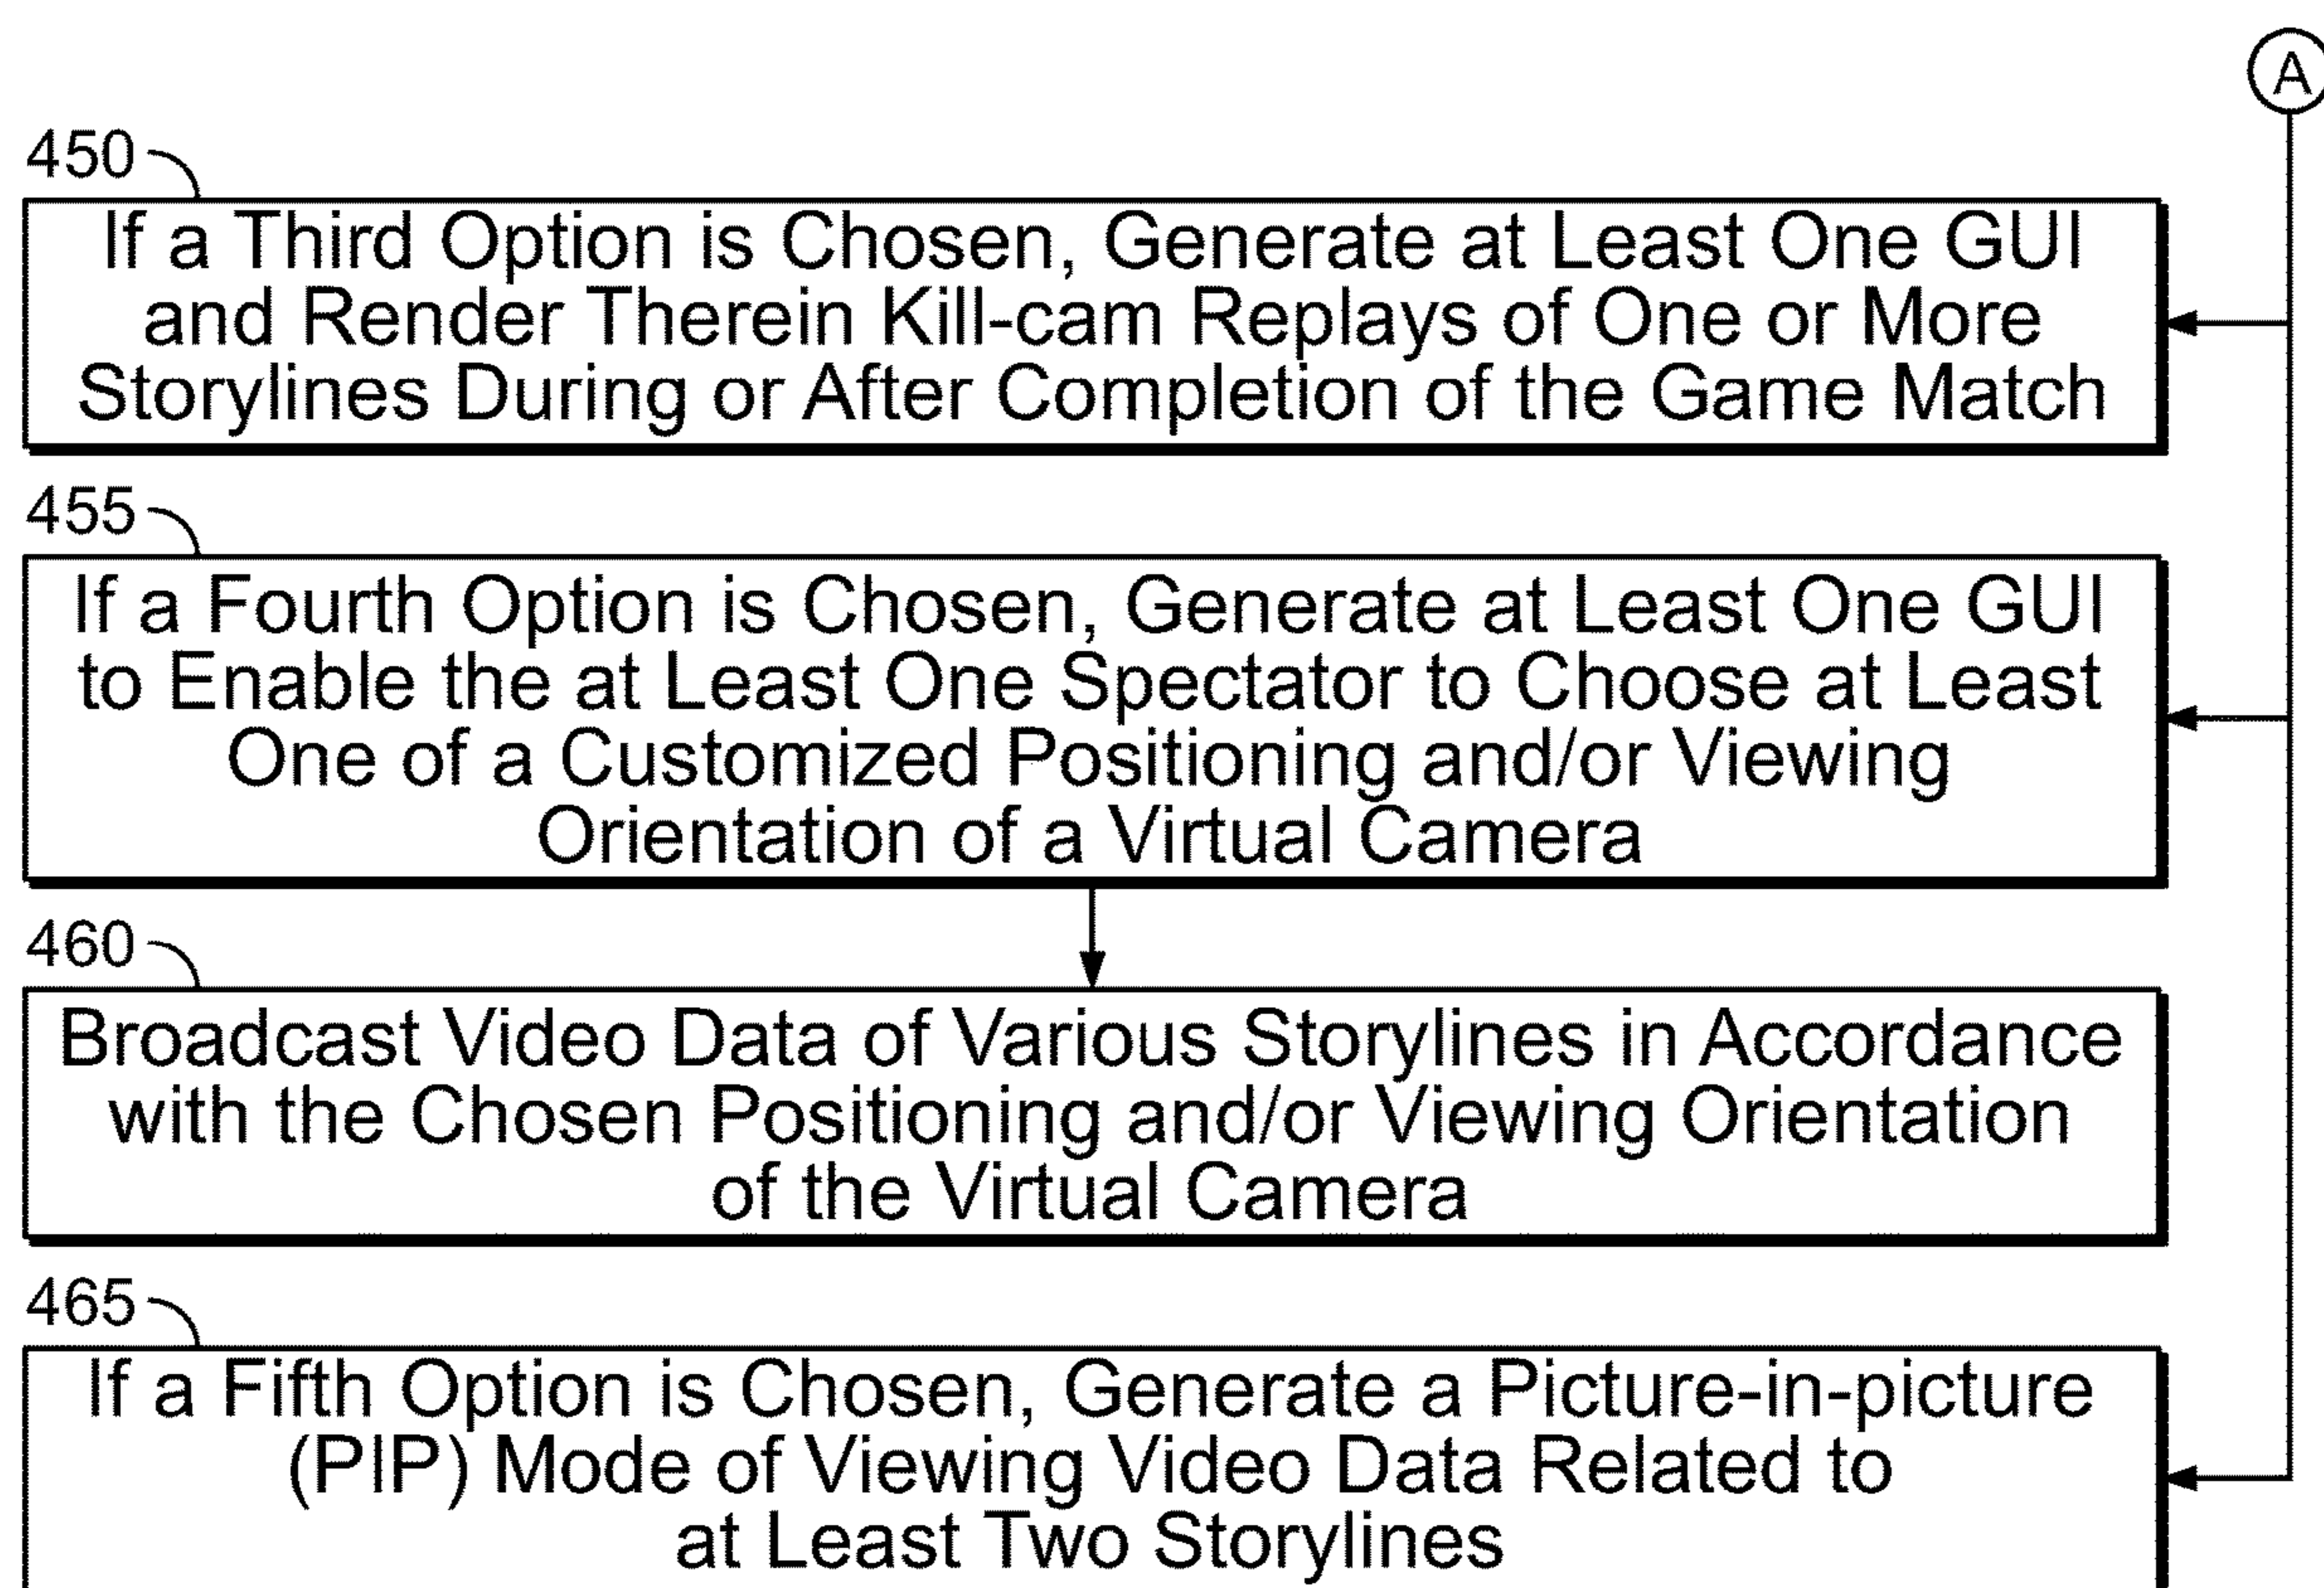 A
450
If a Third Option is Chosen, Generate at Least One GUI
and Render Therein Kill-cam Replays of One or More
Storylines During or After Completion of the Game Match
455
If a Fourth Option is Chosen, Generate at Least One GUI
to Enable the at Least One Spectator to Choose at Least
One of a Customized Positioning and/or Viewing
Orientation of a Virtual Camera
460
Broadcast Video Data of Various Storylines in Accordance
with the Chosen Positioning and/or Viewing Orientation
of the Virtual Camera
465
If a Fifth Option is Chosen, Generate a Picture-in-picture
(PIP) Mode of Viewing Video Data Related to
at Least Two Storylines